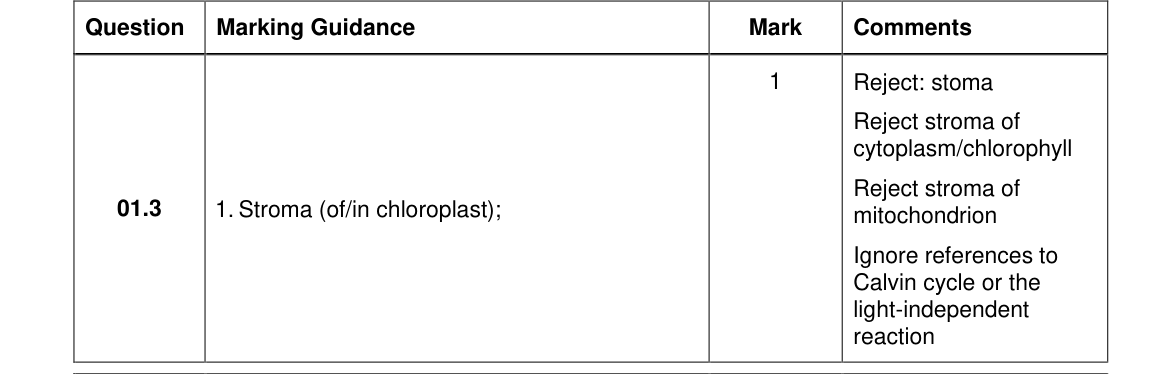 Question Marking Guidance Mark Comments
01.3
1. Stroma (of/in chloroplast);
1
Reject: stoma
Reject stroma of
cytoplasm/chlorophyll
Reject stroma of
mitochondrion
Ignore references to
Calvin cycle or the
light-independent
reaction